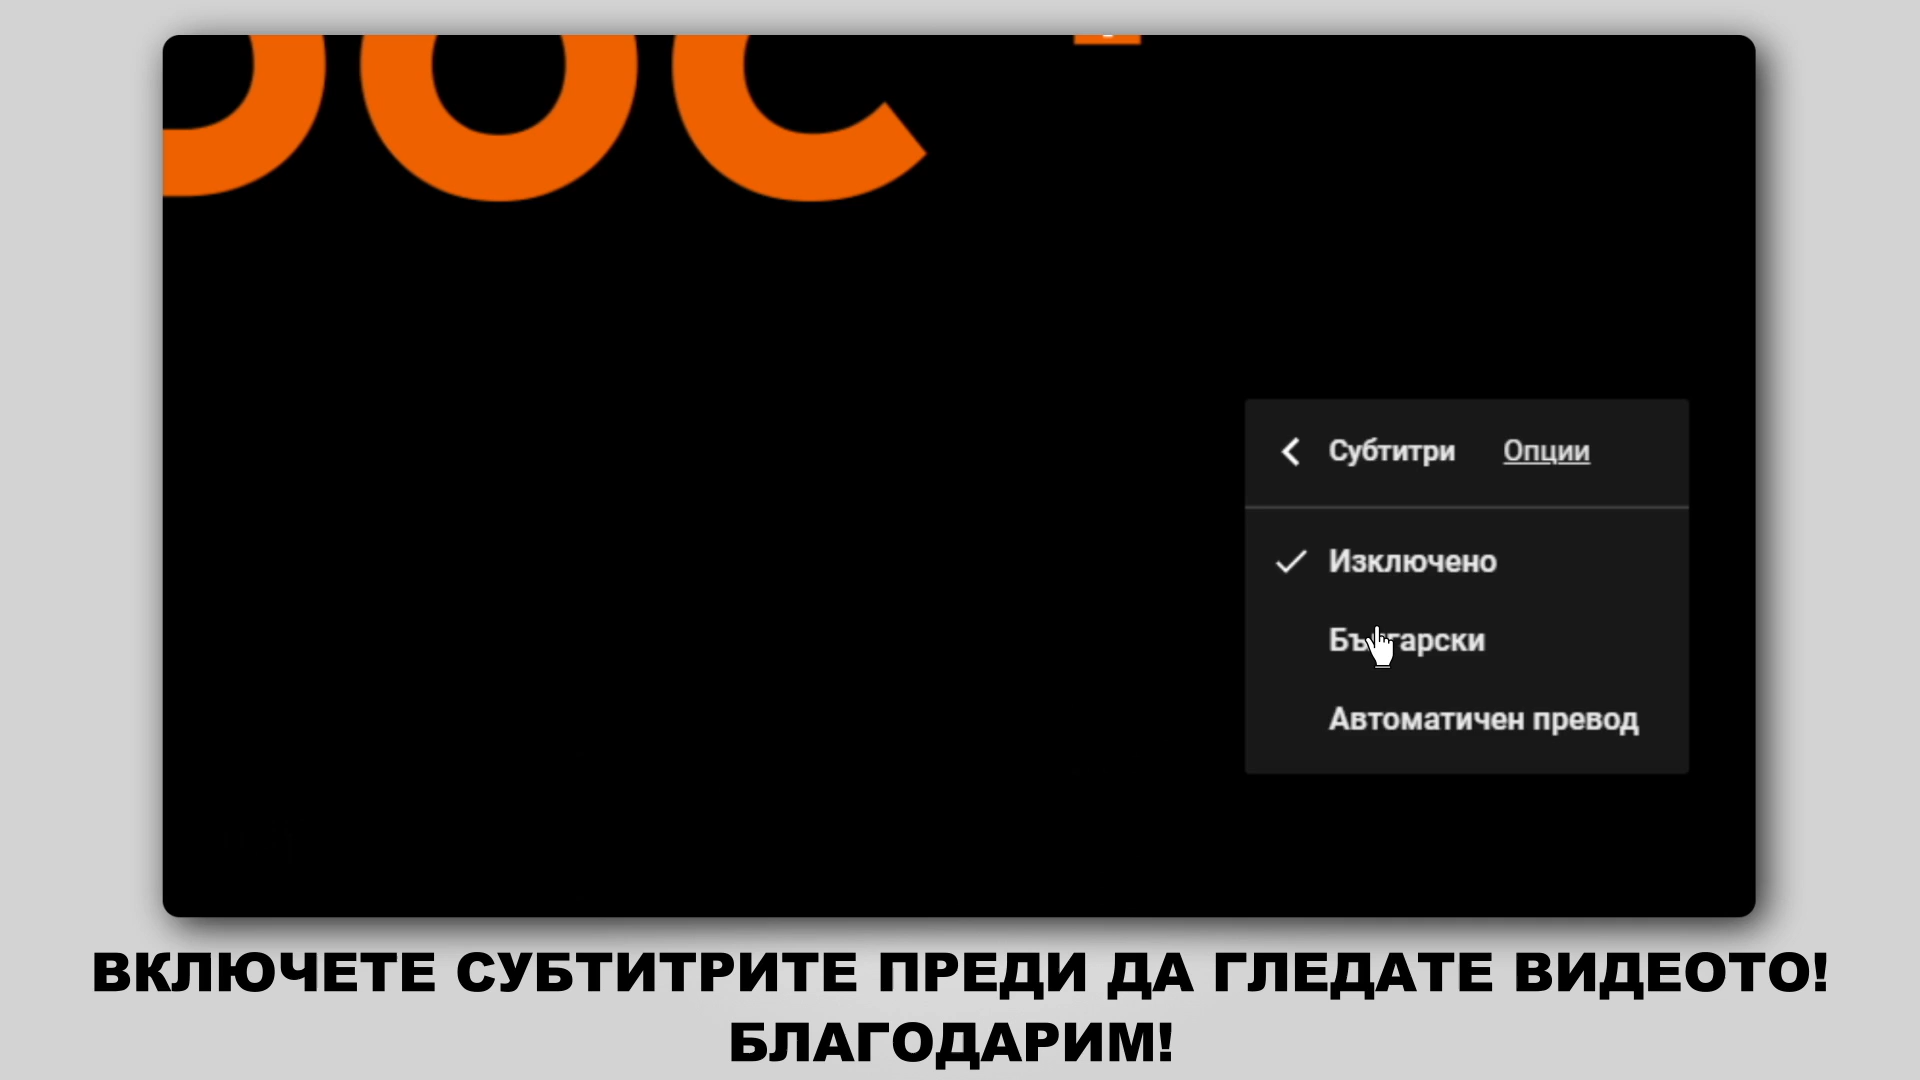 Субтитри Опции
Изключено
Български
Автоматичен превод
ВКЛЮЧЕТЕ СУБТИТРИТЕ ПРЕДИ ДА ГЛЕДАТЕ ВИДЕОТО!
БЛАГОДАРИМ!